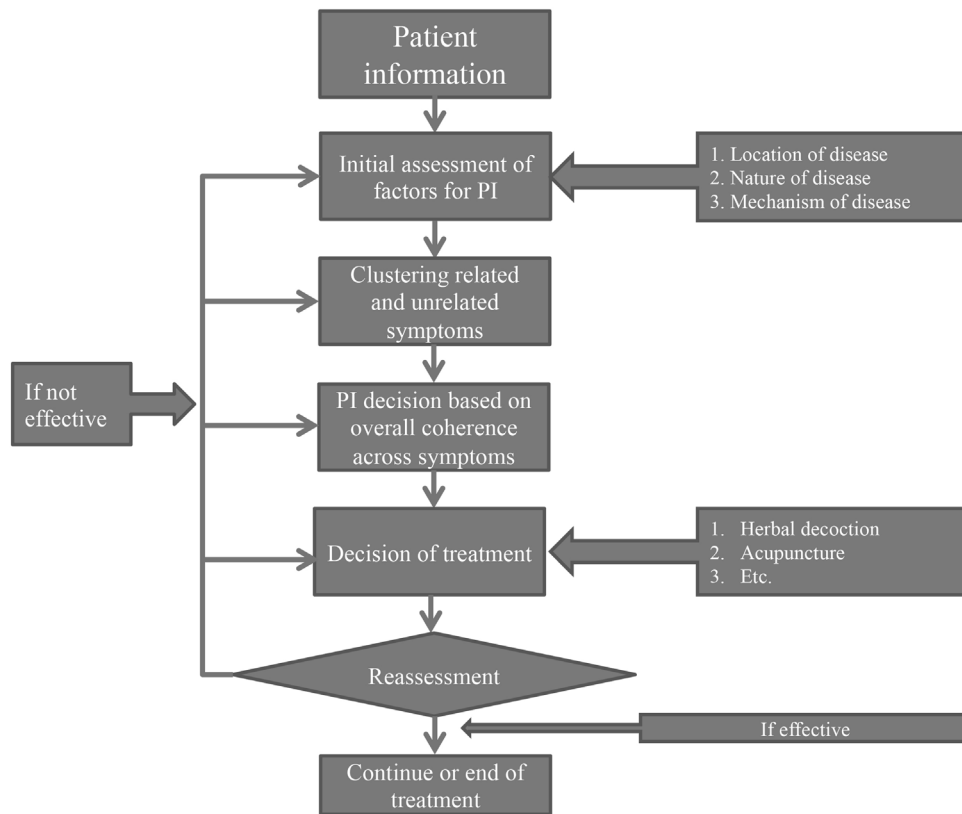 Patient
information
Initial assessment of
factors for PI
1. Location of disease
2. Nature of disease
3. Mechanism of disease
Clustering related
and unrelated
symptoms
If not
effective
PI decision based on
overall coherence
across symptoms
Decision of treatment
1. Herbal decoction
2. Acupuncture
3. Etc.
Reassessment
If effective
Continue or end of
treatment